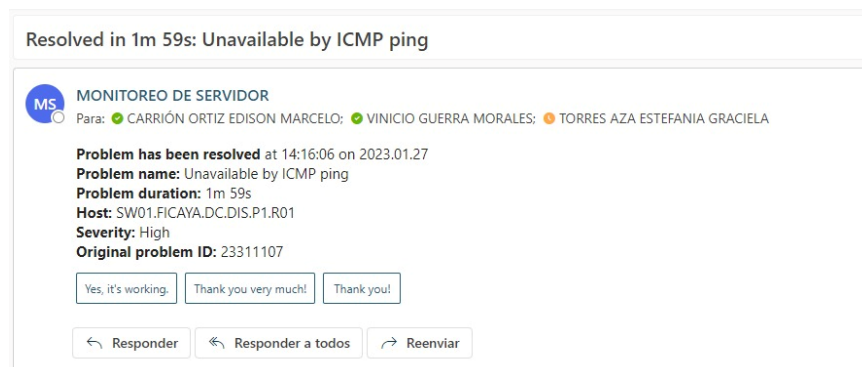 Resolved in 1m 59s: Unavailable by ICMP ping
MS
MONITOREO DE SERVIDOR
Para: CARRIÓN ORTIZ EDISON MARCELO; VINICIO GUERRA MORALES; TORRES AZA ESTEFANIA GRACIELA
Problem has been resolved at 14:16:06 on 2023.01.27
Problem name: Unavailable by ICMP ping
Problem duration: 1m 59s
Host: SW01.FICAYA.DC.DIS.P1.R01
Severity: High
Original problem ID: 23311107
Yes, it's working. Thank you very much! Thank you!
Responder Responder a todos Reenviar